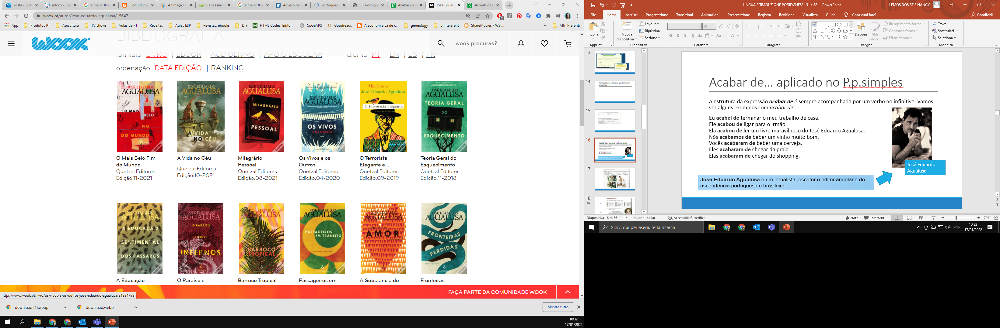 Posta - LEM
adoro - Tra
a maior flor
Blog Educa
Animação d
Capas naci
a maior flor
Advérbios d
Português -
13_Portugu
Acabar de e
José Eduard
Advérbios t
wook.pt/autor/jose-eduardo-agualusa/15647
App
Produtos PT
Apicultura
TV shows
Aulas de PT
Receitas
Aulas ESP
Revistas, ebooks
DIY
HTML Codes, Editor...
CoGeAPS
Goodreads
A economia cá de c...
geneology
bnl telerent
ShareMovies - Wat...
Altri Preferiti
BIBLIOGRAFIA
wook
wook procuras?
formato LIVRO | EBOOK | AUDIOLIVRO | APOIO ESCOLAR
idioma PT | EN | ES | FR
ordenação DATA EDIÇÃO | RANKING
JOSÉ EDUARDO
AGUALUSA
O MAIS
BELO
FIM
DO MUNDO
JOSÉ EDUARDO
AGUALUSA
A VIDA
NO CÉU
JOSÉ EDUARDO
AGUALUSA
MILAGRÁRIO
PESSOAL
JOSÉ EDUARDO
AGUALUSA
OS VIVOS
E OS OUTROS
Mia Couto
José Eduardo Agualusa
O terrorista elegante
e outras histórias
JOSÉ EDUARDO
AGUALUSA
TEORIA GERAL
DO
ESQUECIMENTO
O Mais Belo Fim
do Mundo
Quetzal Editores
Edição:11-2021
A Vida no Céu
Quetzal Editores
Edição:10-2021
Milagrário
Pessoal
Quetzal Editores
Edição:08-2021
Os Vivos e os
Outros
Quetzal Editores
Edição:04-2020
O Terrorista
Elegante e...
Quetzal Editores
Edição:09-2019
Teoria Geral do
Esquecimento
Quetzal Editores
Edição:11-2018
JOSÉ EDUARDO
AGUALUSA
A EDUCAÇÃO
SENTIMENTAL
DOS PÁSSAROS
JOSÉ EDUARDO
AGUALUSA
O PARAÍSO
e outros
INFERNOS
JOSÉ EDUARDO
AGUALUSA
BARROCO
TROPICAL
JOSÉ EDUARDO
AGUALUSA
PASSAGEIROS
EM TRÂNSITO
JOSÉ EDUARDO
AGUALUSA
AMOR
JOSÉ EDUARDO
AGUALUSA
FRONTEIRAS
PERDIDAS
A Educação
O Paraíso e
Barroco Tropical
Passageiros em
A Substância do
Fronteiras
FAÇA PARTE DA COMUNIDADE WOOK
https://www.wook.pt/livro/os-vivos-e-os-outros-jose-eduardo-agualusa/21394798
download (1).webp
download.webp
Mostra tutto
10:32
17/01/2022
LINGUA E TRADUZIONE PORTOGHESE I 31 e 32 - PowerPoint
LEMOS DOS REIS NANCY
File
Home
Inserisci
Progettazione
Transizioni
Animazioni
Presentazione
Registra
Revisione
Visualizza
Guida
Cosa vuoi fare?
Condividi
Incolla
Appunti
Nuova
diapositiva
Layout
Ripristina
Sezione
Diapositive
18
G C S S abc AV Aa A
Carattere
Paragrafo
Disponi
Stili
veloci
Riempimento forma
Contorno forma
Effetti forma
Disegno
Trova
Sostituisci
Seleziona
Modifica
13
14
Formação dos advérbios que terminam
em mente
15
16
Acabar de... aplicado no P.p.simples
17
18
Acabar de... aplicado no P.p.simples
A estrutura da expressão acabar de é sempre acompanhada por um verbo no infinitivo. Vamos
ver alguns exemplos com acabar de:
Eu acabei de terminar o meu trabalho de casa.
Ele acabou de ligar para o irmão.
Ela acabou de ler um livro maravilhoso do José Eduardo Agualusa.
Nós acabamos de beber um vinho muito bom.
Vocês acabaram de beber uma cerveja.
Eles acabaram de chegar da praia.
Elas acabaram de chegar do shopping.
José Eduardo
Agualusa
José Eduardo Agualusa é um jornalista, escritor e editor angolano de
ascendência portuguesa e brasileira.
Diapositiva 16 di 36
Italiano (Italia)
Accessibilità: verifica
Note
Commenti
72%
Scrivi qui per eseguire la ricerca
POR
10:32
17/01/2022